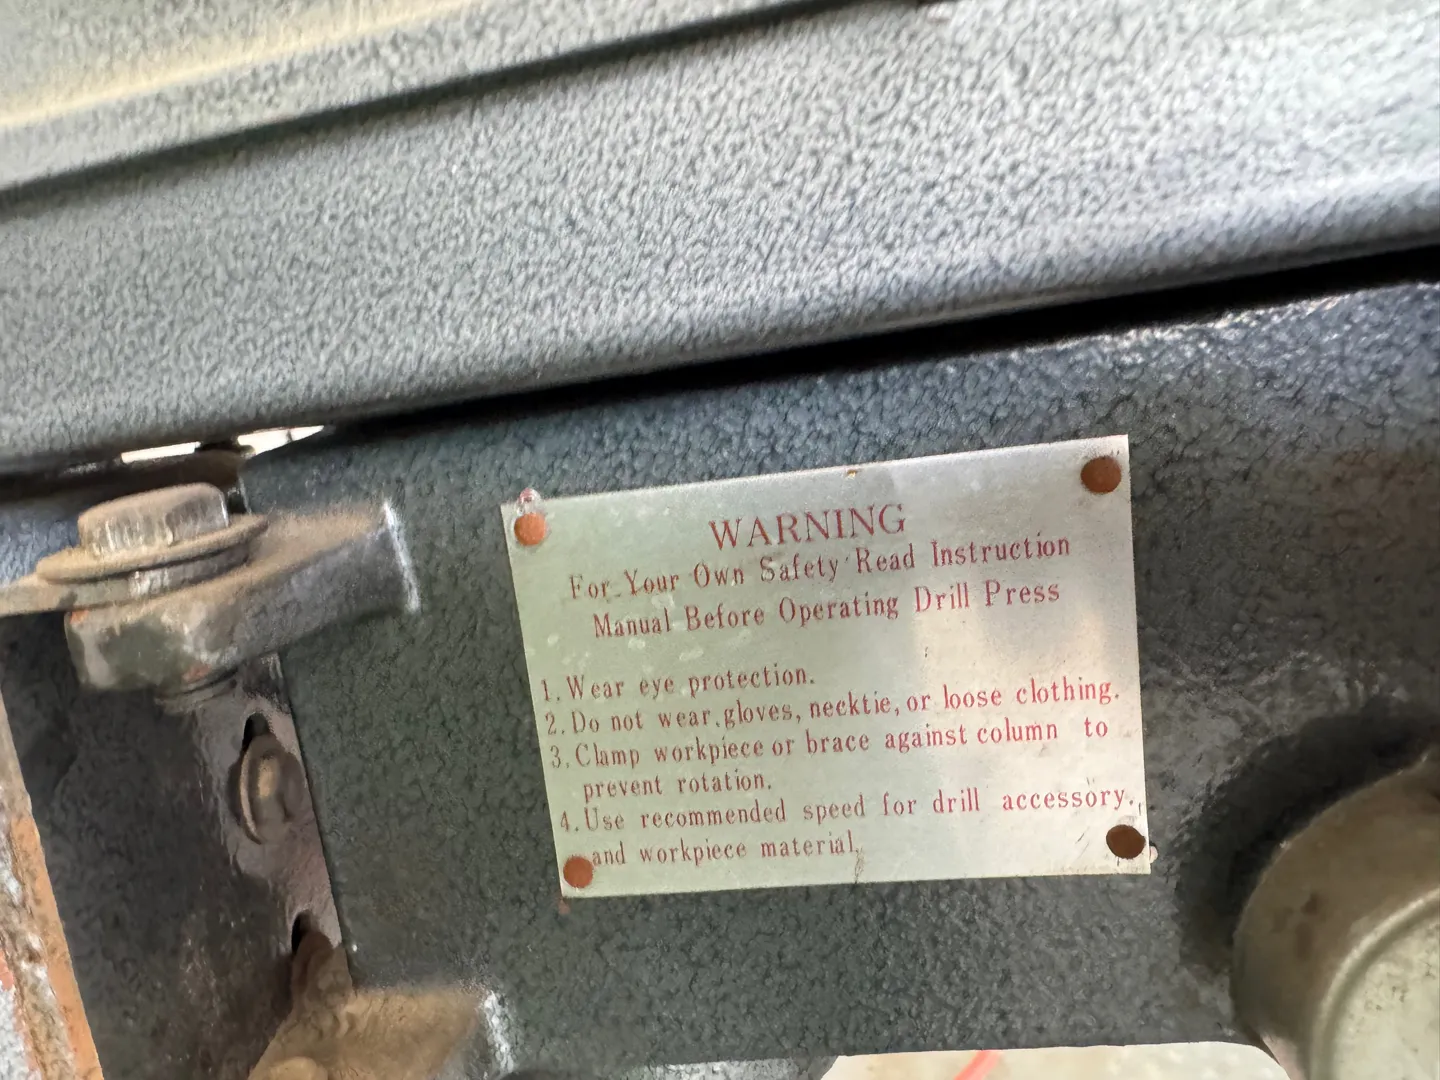 WARNING
For Your Own Safety Read Instruction
Manual Before Operating Drill Press
1. Wear eye protection.
2. Do not wear gloves, necktie, or loose clothing.
3. Clamp workpiece or brace against column to
prevent rotation.
4. Use recommended speed for drill accessory.
and workpiece material.